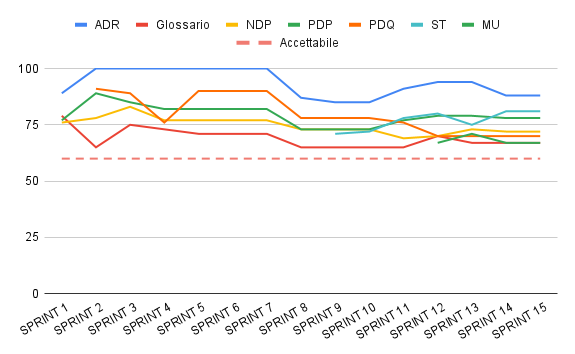 ADR Glossario NDP PDP PDQ ST MU
Accettabile
100
75
50
25
0
SPRINT 1 SPRINT 2 SPRINT 3 SPRINT 4 SPRINT 5 SPRINT 6 SPRINT 7 SPRINT 8 SPRINT 9 SPRINT 10 SPRINT 11 SPRINT 12 SPRINT 13 SPRINT 14 SPRINT 15